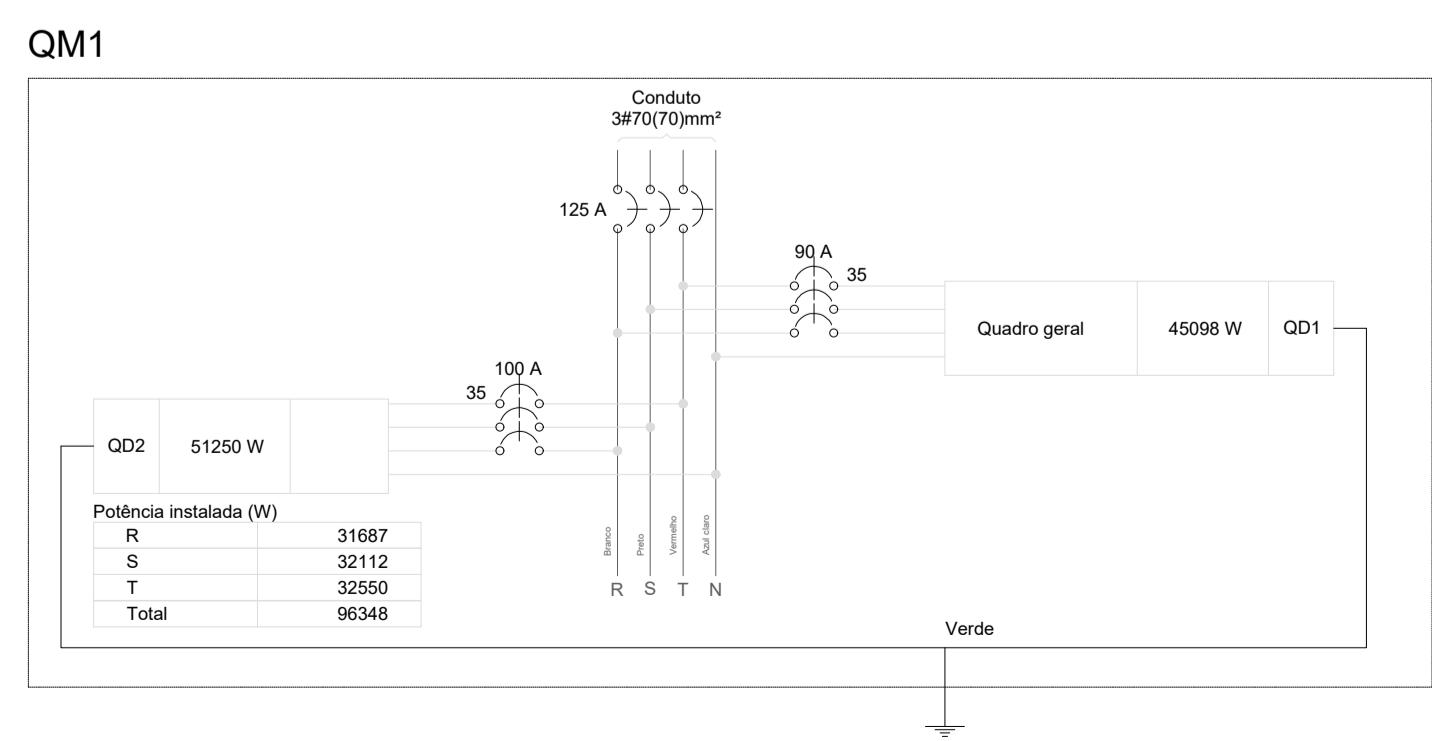 QM1
Conduto
3#70(70)mm²
125 A
90 A
35
Quadro geral 45098 W QD1
100 A
35
QD2 51250 W
Potência instalada (W)
R 31687
S 32112
T 32550
Total 96348
Branco
Preto
Vermelho
Azul claro
R S T N
Verde